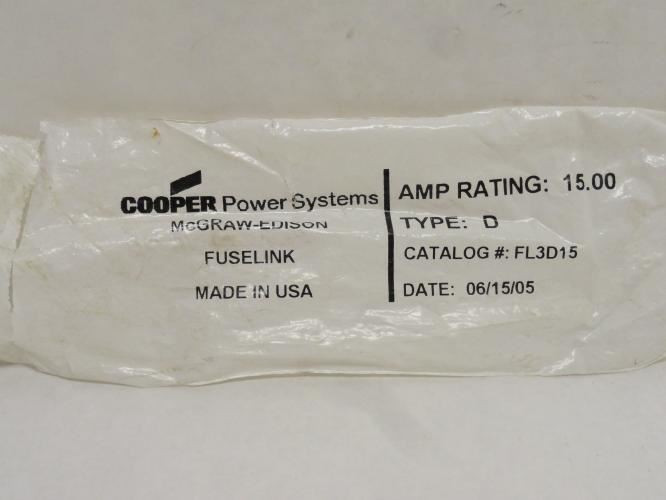 COOPER Power Systems
McGRAW-EDISON
FUSELINK
MADE IN USA
AMP RATING: 15.00
TYPE: D
CATALOG #: FL3D15
DATE: 06/15/05